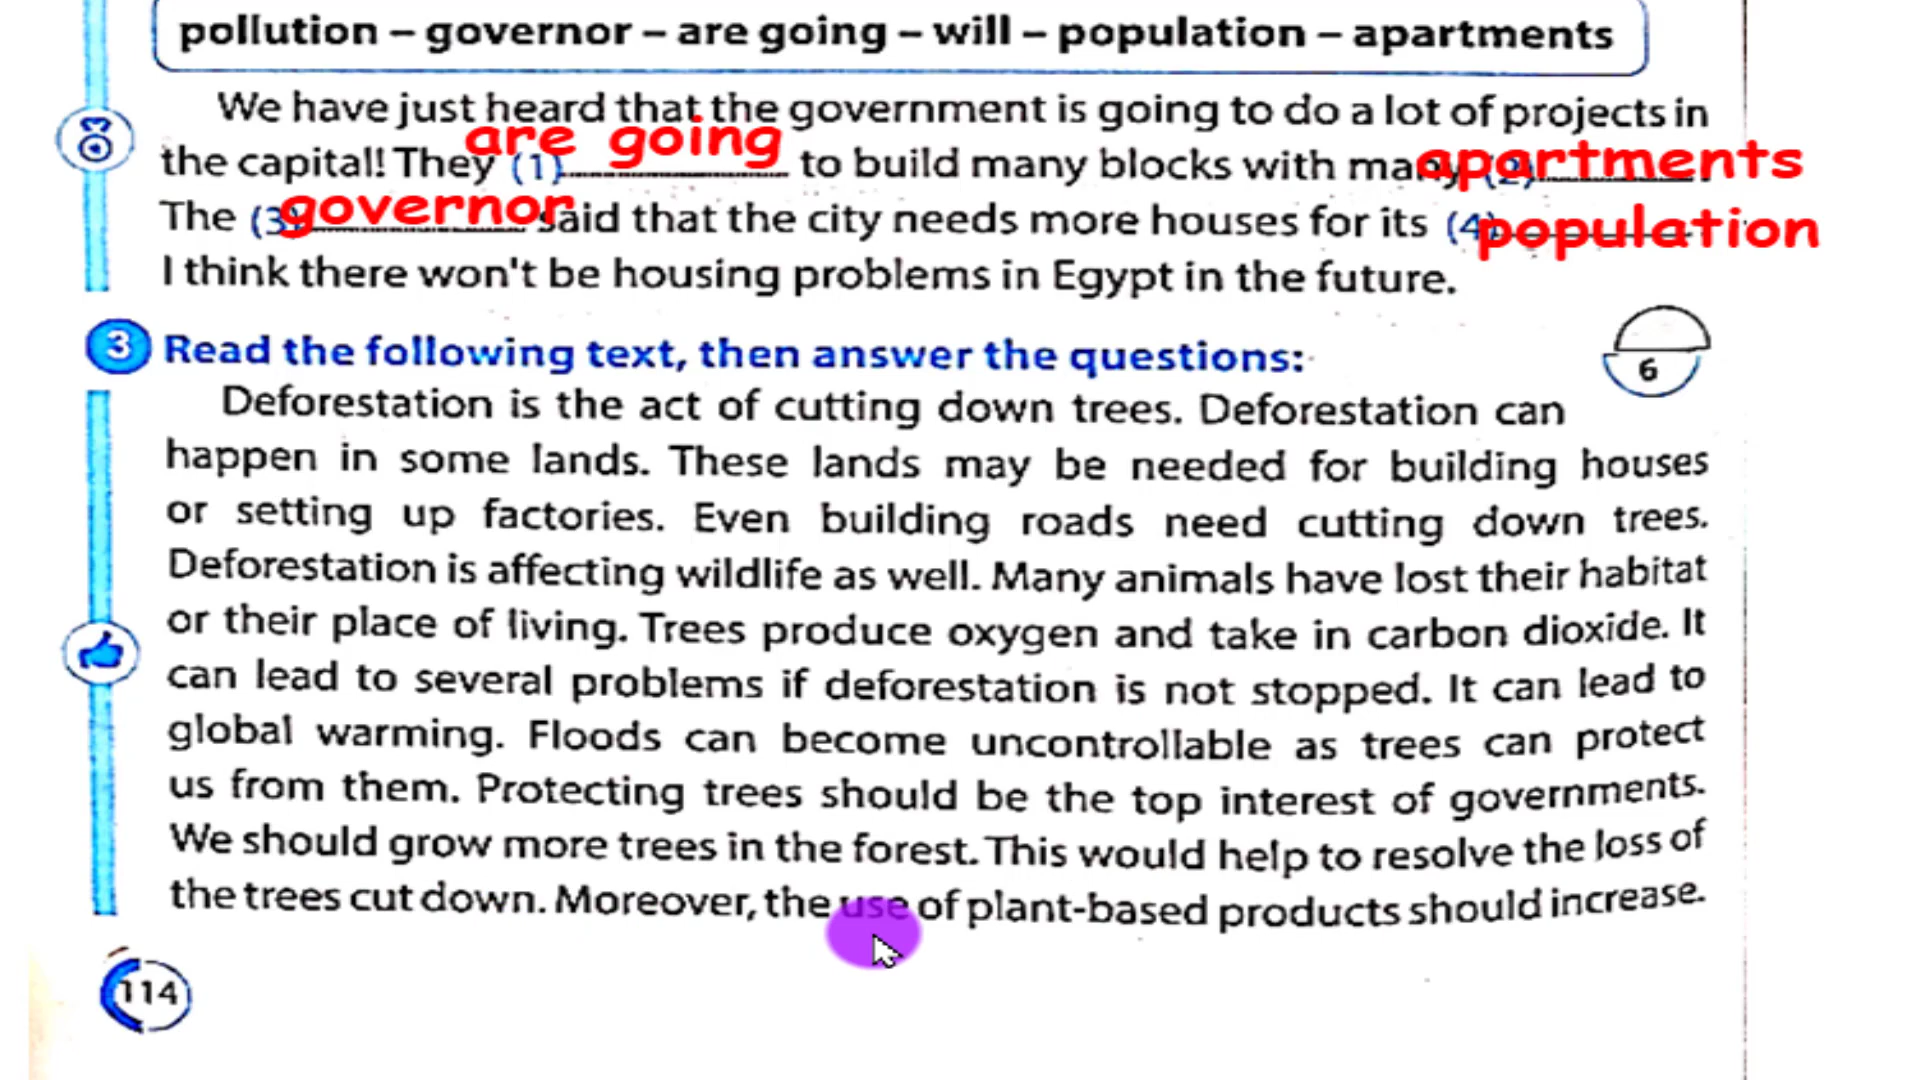 pollution – governor – are going – will – population – apartments
We have just heard that the government is going to do a lot of projects in
the capital! They (1) are going to build many blocks with many (2) apartments.
The (3) governor said that the city needs more houses for its (4) population
I think there won't be housing problems in Egypt in the future.
3 Read the following text, then answer the questions:
6
Deforestation is the act of cutting down trees. Deforestation can
happen in some lands. These lands may be needed for building houses
or setting up factories. Even building roads need cutting down trees.
Deforestation is affecting wildlife as well. Many animals have lost their habitat
or their place of living. Trees produce oxygen and take in carbon dioxide. It
can lead to several problems if deforestation is not stopped. It can lead to
global warming. Floods can become uncontrollable as trees can protect
us from them. Protecting trees should be the top interest of governments.
We should grow more trees in the forest. This would help to resolve the loss of
the trees cut down. Moreover, the use of plant-based products should increase.
114